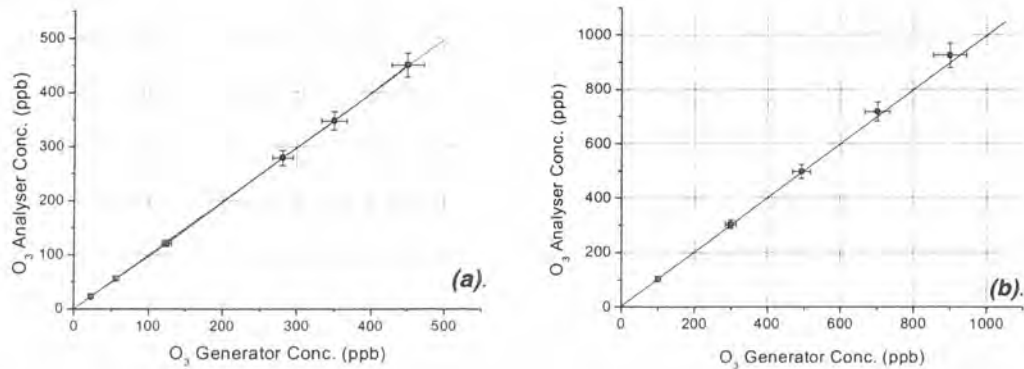 500
400
300
200
100
0
O₃ Analyser Conc. (ppb)
0 100 200 300 400 500
O₃ Generator Conc. (ppb)
(a).
1000
800
600
400
200
0
O₃ Analyser Conc. (ppb)
0 200 400 600 800 1000
O₃ Generator Conc. (ppb)
(b).